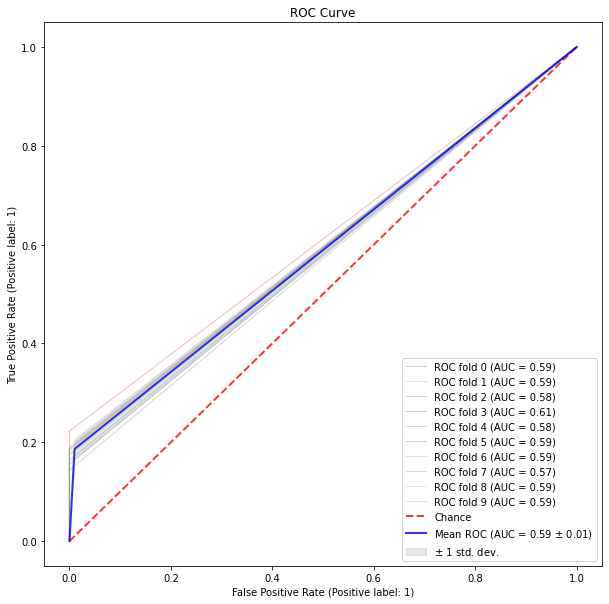 ROC Curve
True Positive Rate (Positive label: 1)
1.0
0.8
0.6
0.4
0.2
0.0
ROC fold 0 (AUC = 0.59)
ROC fold 1 (AUC = 0.59)
ROC fold 2 (AUC = 0.58)
ROC fold 3 (AUC = 0.61)
ROC fold 4 (AUC = 0.58)
ROC fold 5 (AUC = 0.59)
ROC fold 6 (AUC = 0.59)
ROC fold 7 (AUC = 0.57)
ROC fold 8 (AUC = 0.59)
ROC fold 9 (AUC = 0.59)
Chance
Mean ROC (AUC = 0.59 ± 0.01)
± 1 std. dev.
0.0 0.2 0.4 0.6 0.8 1.0
False Positive Rate (Positive label: 1)